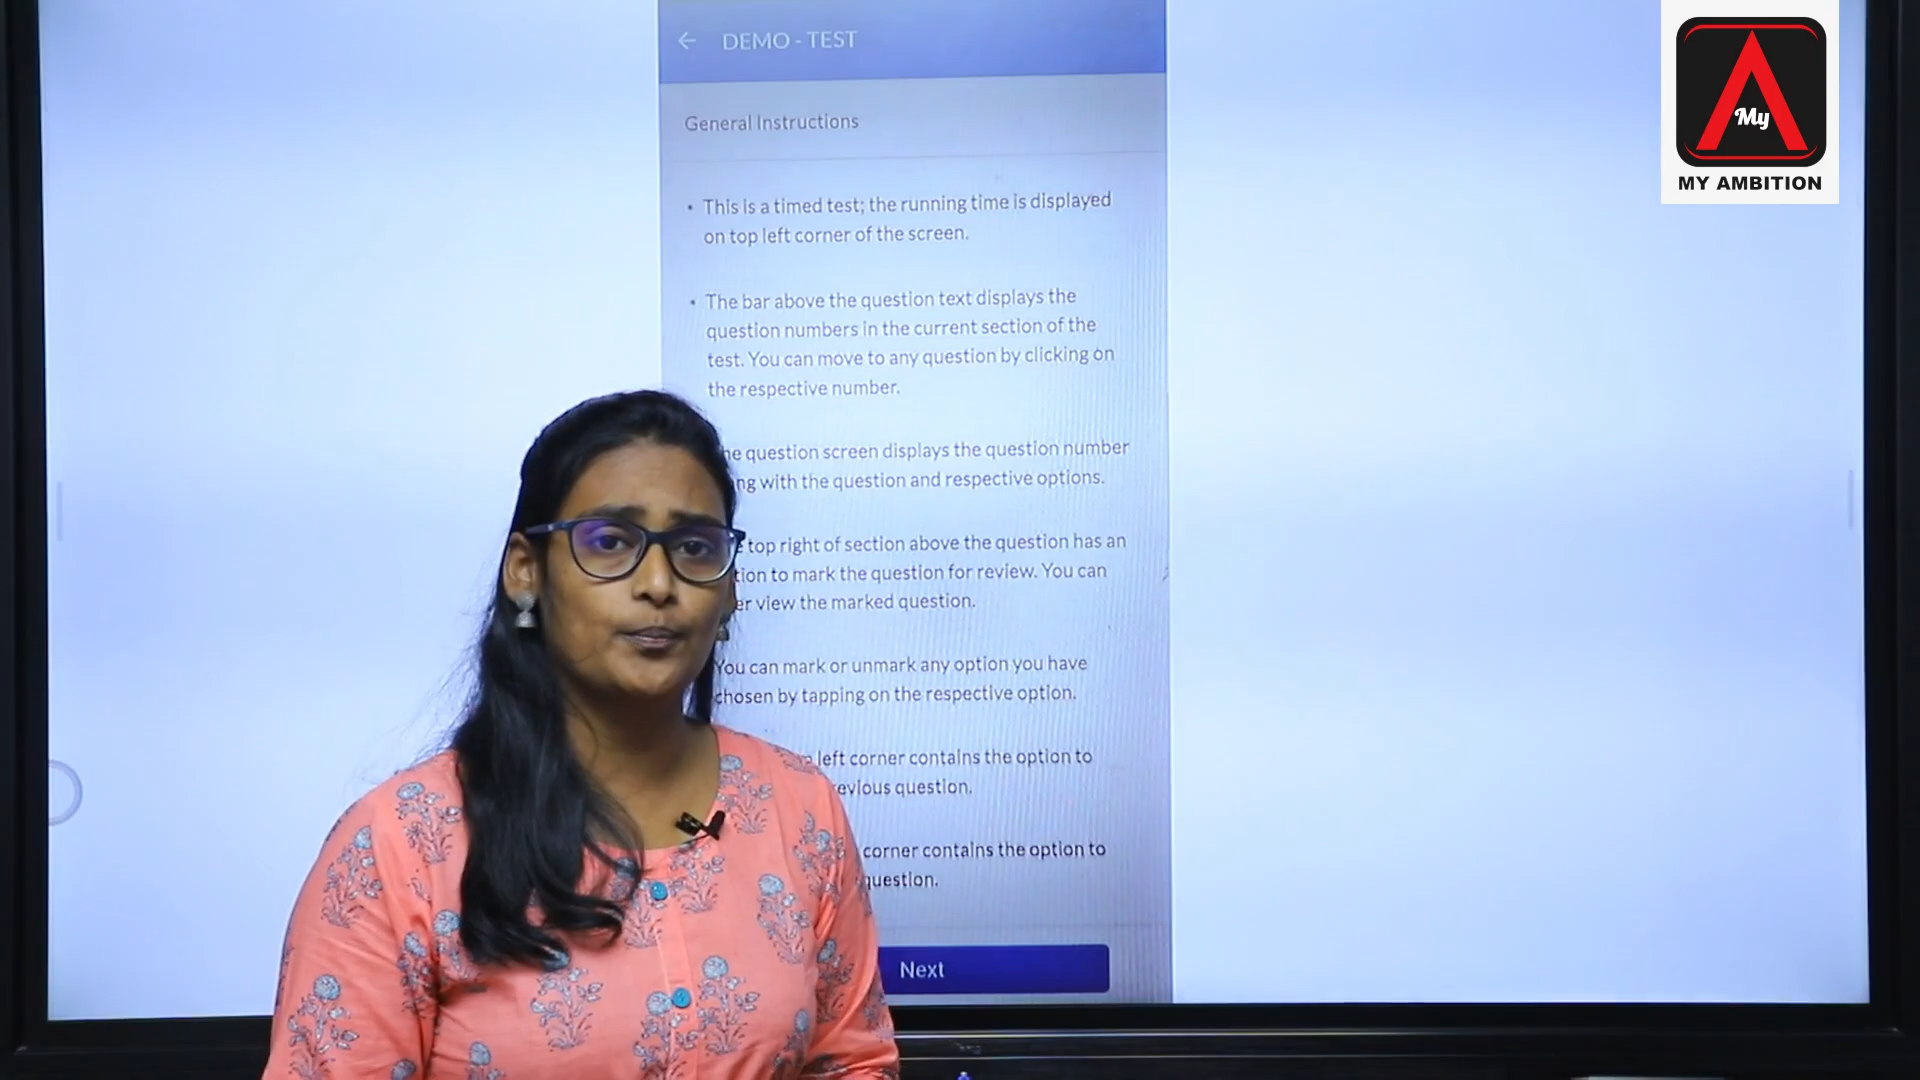 DEMO - TEST
My
MY AMBITION
General Instructions
• This is a timed test; the running time is displayed
on top left corner of the screen.
• The bar above the question text displays the
question numbers in the current section of the
test. You can move to any question by clicking on
the respective number.
question screen displays the question number
with the question and respective options.
top right of section above the question has an
to mark the question for review. You can
view the marked question.
You can mark or unmark any option you have
chosen by tapping on the respective option.
left corner contains the option to
question.
corner contains the option to
question.
Next